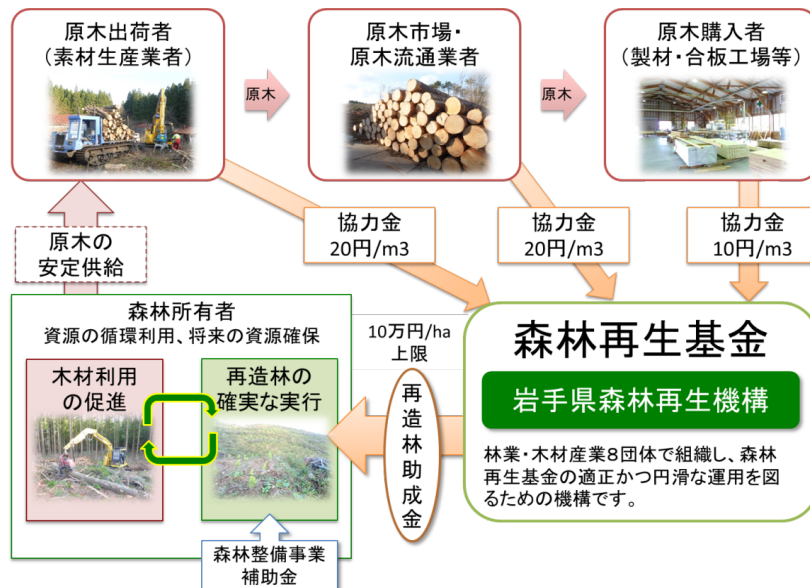 原木出荷者
（素材生産業者）
原木
原木市場・
原木流通業者
原木
原木購入者
（製材・合板工場等）
協力金
20円/m3
協力金
20円/m3
協力金
10円/m3
原木の
安定供給
森林所有者
資源の循環利用、将来の資源確保
木材利用
の促進
再造林の
確実な実行
森林整備事業
補助金
10万円/ha
上限
再造林助成金
森林再生基金
岩手県森林再生機構
林業・木材産業８団体で組織し、森林
再生基金の適正かつ円滑な運用を図
るための機構です。